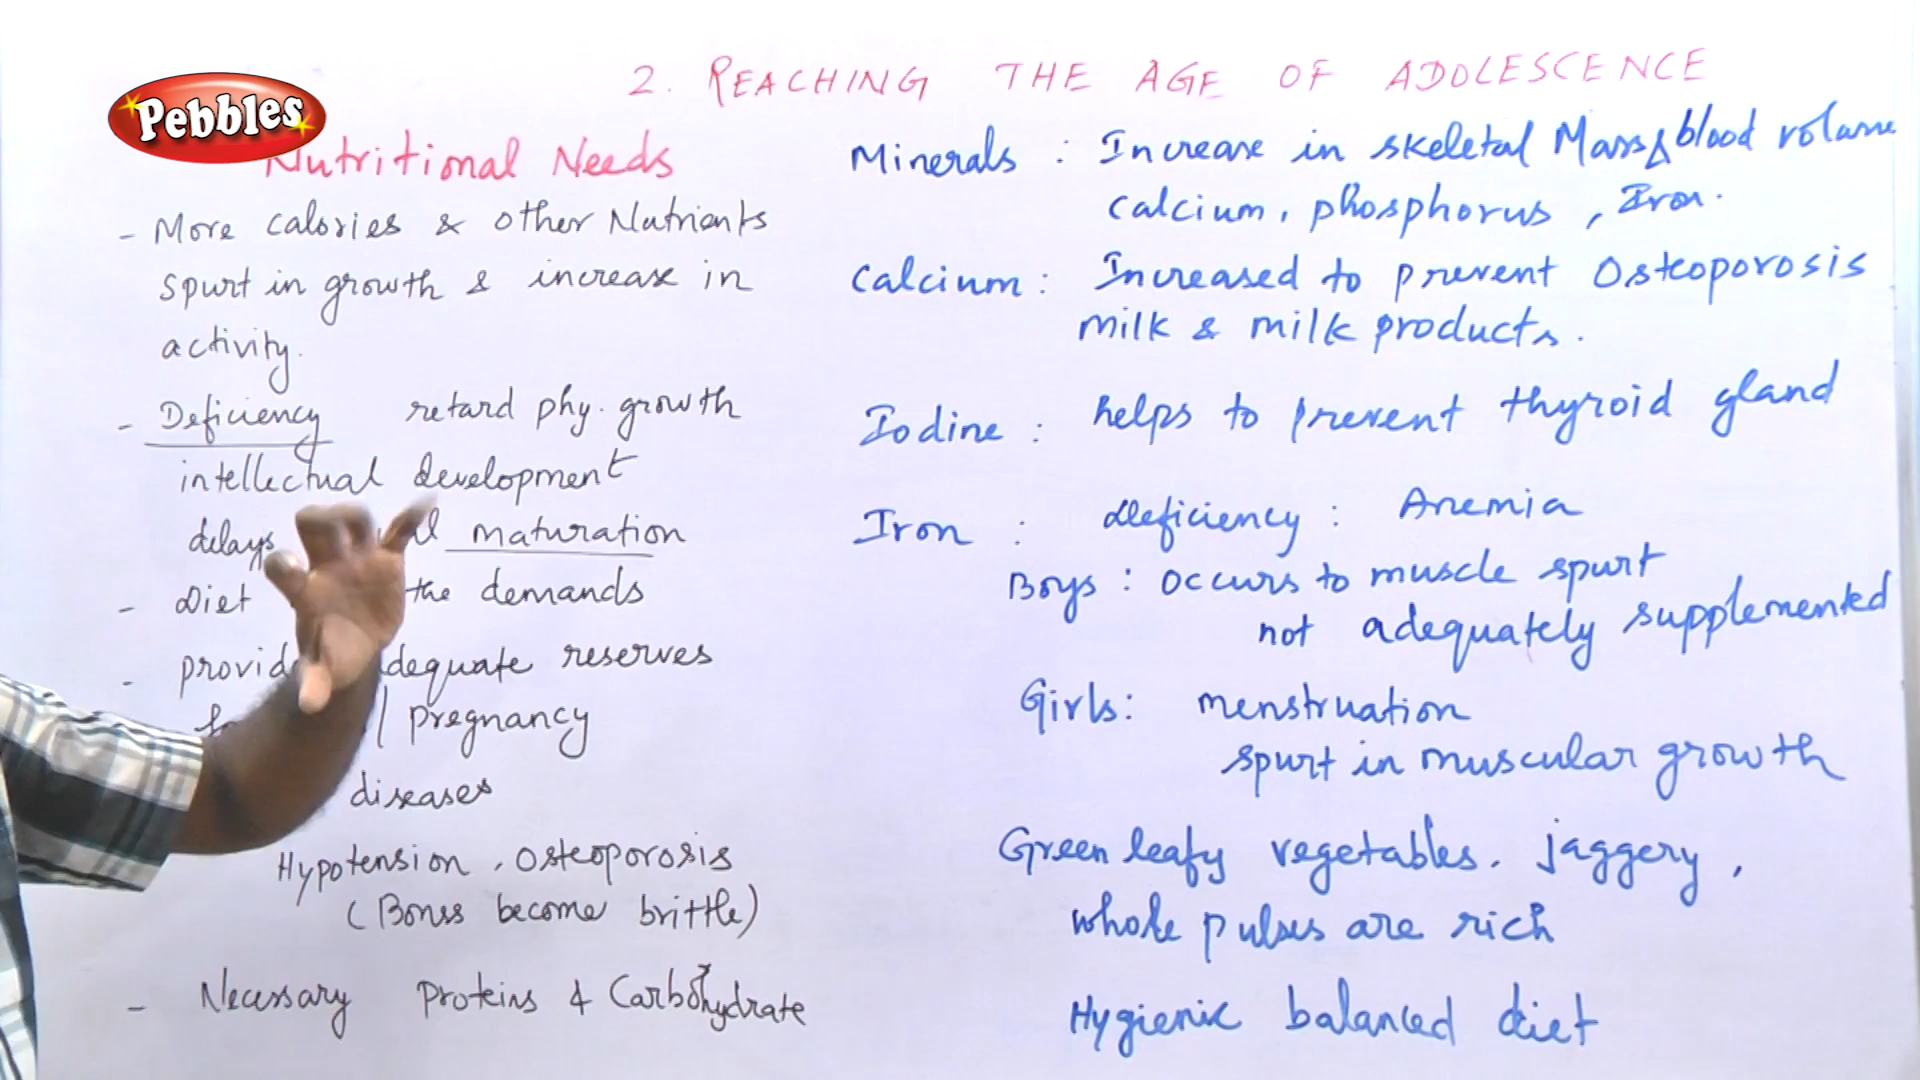 Pebbles
2. REACHING THE AGE OF ADOLESCENCE
Nutritional Needs
- More calories & other Nutrients
spurt in growth & increase in
activity.
- Deficiency retard phy. growth
intellectual development
delays maturation
- Diet the demands
- adequate reserves
/ pregnancy
diseases
Hypotension, Osteoporosis
(Bones become brittle)
- Necessary proteins & Carbohydrate
Minerals : Increase in skeletal Mass & blood volume
calcium, phosphorus, Iron.
Calcium : Increased to prevent Osteoporosis
milk & milk products.
Iodine : helps to prevent thyroid gland
Iron : deficiency : Anemia
Boys : occurs to muscle spurt
not adequately supplemented
Girls : menstruation
spurt in muscular growth
Green leafy vegetables, jaggery,
whole pulses are rich
Hygienic balanced diet